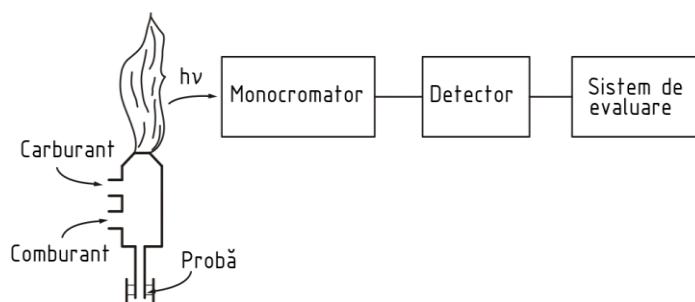 hν
Monocromator
Detector
Sistem de
evaluare
Carburant
Comburant
Probă